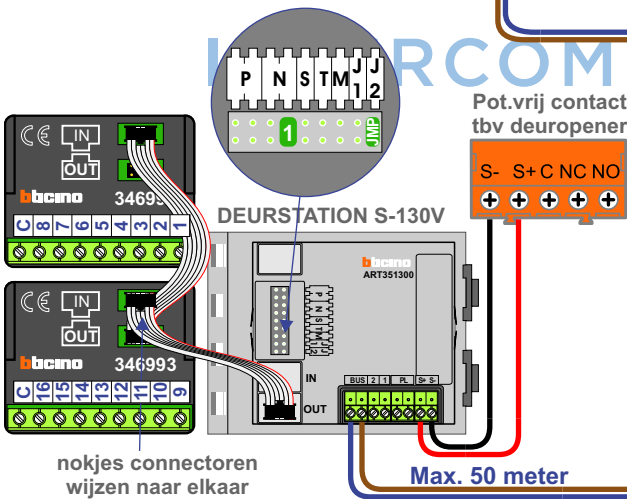 INTERCOM
P N S T M J1 J2
1 JMP
Pot.vrij contact
tbv deuropener
S- S+ C NC NO
CE IN
OUT
bticino 34699
C 8 7 6 5 4 3 2 1
DEURSTATION S-130V
bticino
ART351300
P N S T M J1 J2
CE IN
OUT
bticino 346993
C 16 15 14 13 12 11 10 9
IN
OUT
BUS 2 1 PL S+ S-
nokjes connectoren
wijzen naar elkaar
Max. 50 meter